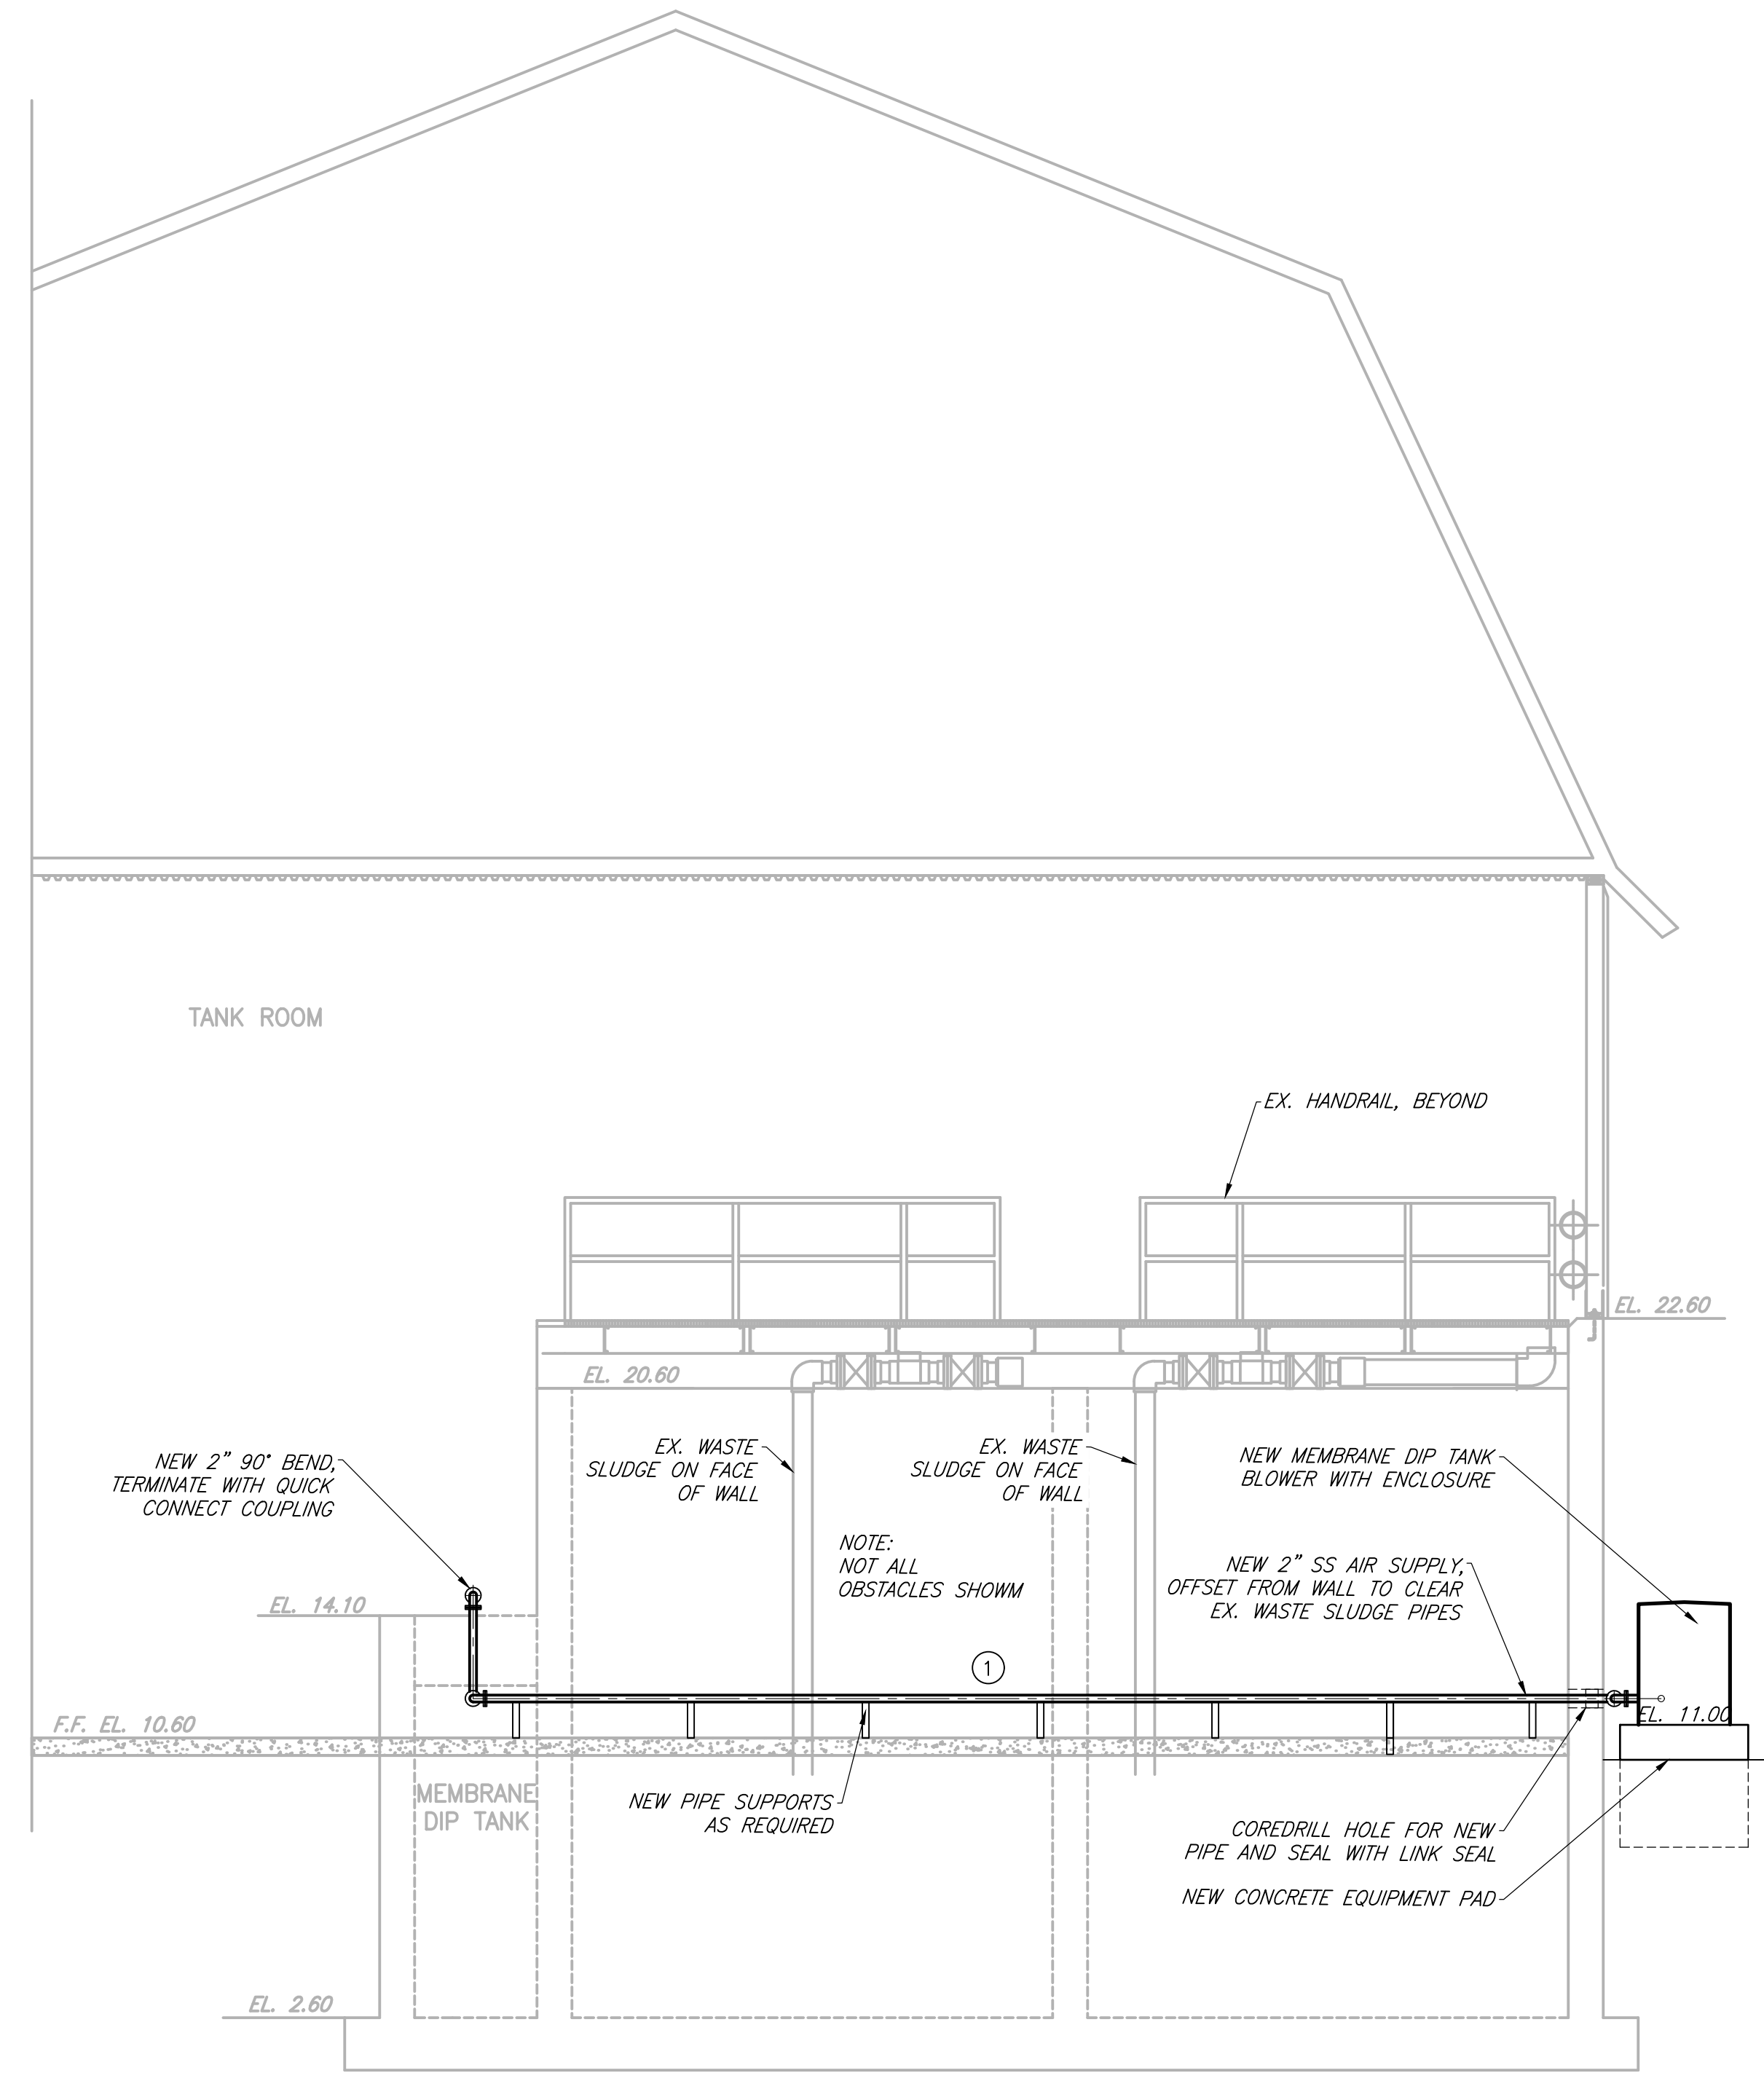 TANK ROOM
EX. HANDRAIL, BEYOND
EL. 22.60
EL. 20.60
NEW 2" 90° BEND,
TERMINATE WITH QUICK
CONNECT COUPLING
EX. WASTE
SLUDGE ON FACE
OF WALL
EX. WASTE
SLUDGE ON FACE
OF WALL
NEW MEMBRANE DIP TANK
BLOWER WITH ENCLOSURE
NOTE:
NOT ALL
OBSTACLES SHOWM
NEW 2" SS AIR SUPPLY,
OFFSET FROM WALL TO CLEAR
EX. WASTE SLUDGE PIPES
EL. 14.10
1
EL. 11.00
F.F. EL. 10.60
MEMBRANE
DIP TANK
NEW PIPE SUPPORTS
AS REQUIRED
COREDRILL HOLE FOR NEW
PIPE AND SEAL WITH LINK SEAL
NEW CONCRETE EQUIPMENT PAD
EL. 2.60